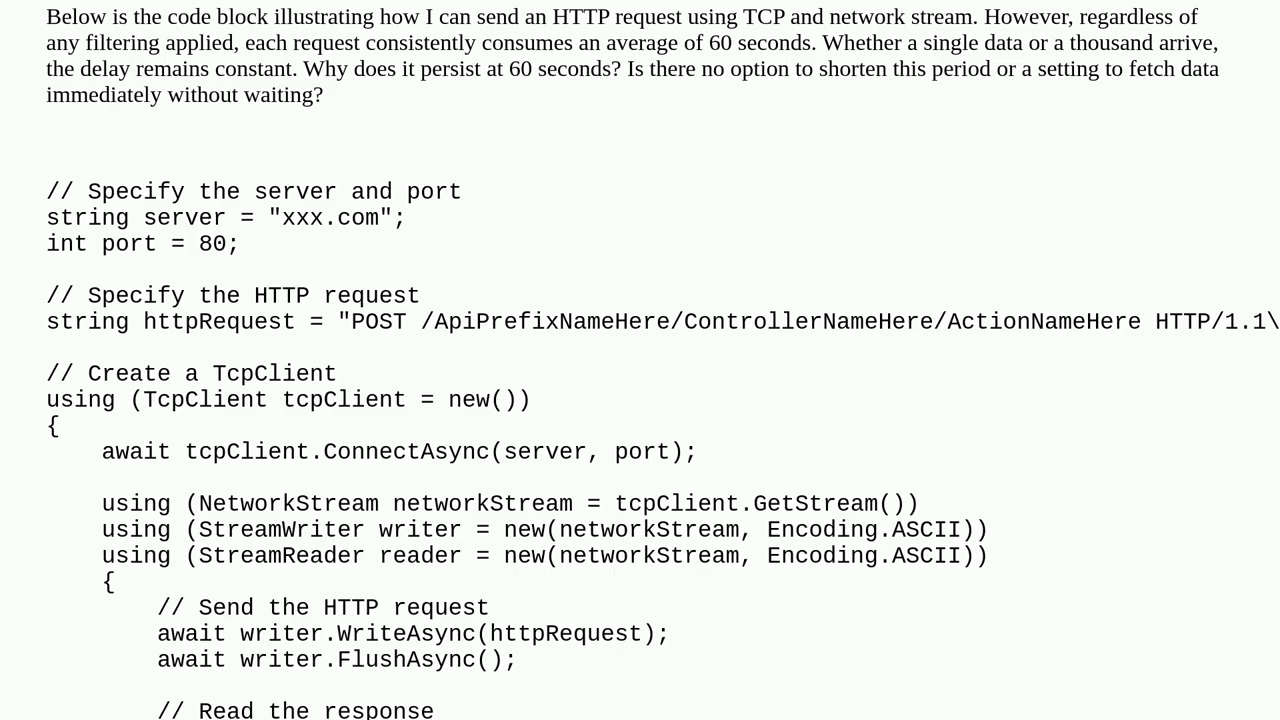 Below is the code block illustrating how I can send an HTTP request using TCP and network stream. However, regardless of
any filtering applied, each request consistently consumes an average of 60 seconds. Whether a single data or a thousand arrive,
the delay remains constant. Why does it persist at 60 seconds? Is there no option to shorten this period or a setting to fetch data
immediately without waiting?
// Specify the server and port
string server = "xxx.com";
int port = 80;
// Specify the HTTP request
string httpRequest = "POST /ApiPrefixNameHere/ControllerNameHere/ActionNameHere HTTP/1.1\
// Create a TcpClient
using (TcpClient tcpClient = new())
{
    await tcpClient.ConnectAsync(server, port);
    using (NetworkStream networkStream = tcpClient.GetStream())
    using (StreamWriter writer = new(networkStream, Encoding.ASCII))
    using (StreamReader reader = new(networkStream, Encoding.ASCII))
    {
        // Send the HTTP request
        await writer.WriteAsync(httpRequest);
        await writer.FlushAsync();
        // Read the response